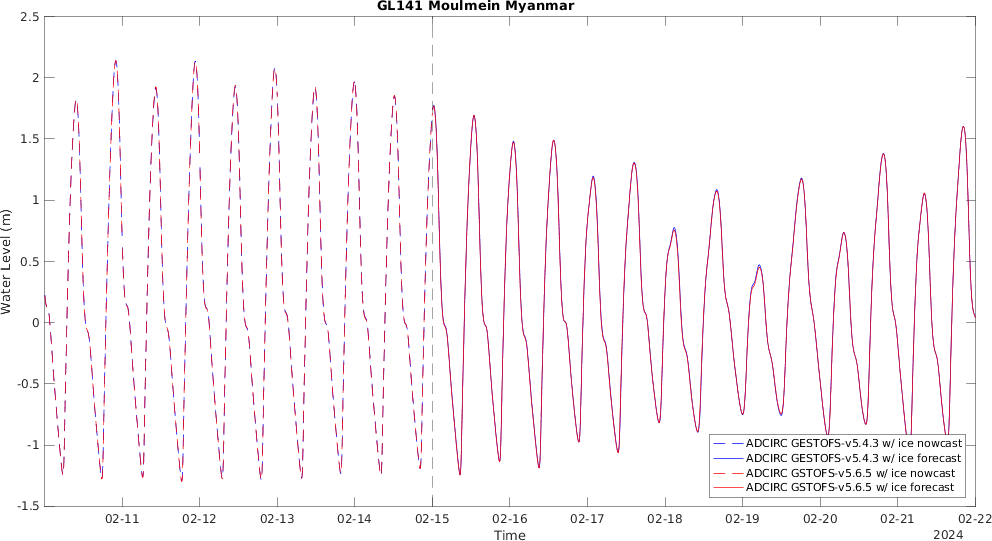 GL141 Moulmein Myanmar
2.5
2
1.5
1
0.5
0
-0.5
-1
-1.5
Water Level (m)
ADCIRC GESTOFS-v5.4.3 w/ ice nowcast
ADCIRC GESTOFS-v5.4.3 w/ ice forecast
ADCIRC GSTOFS-v5.6.5 w/ ice nowcast
ADCIRC GSTOFS-v5.6.5 w/ ice forecast
02-11 02-12 02-13 02-14 02-15 02-16 02-17 02-18 02-19 02-20 02-21 02-22
Time
2024